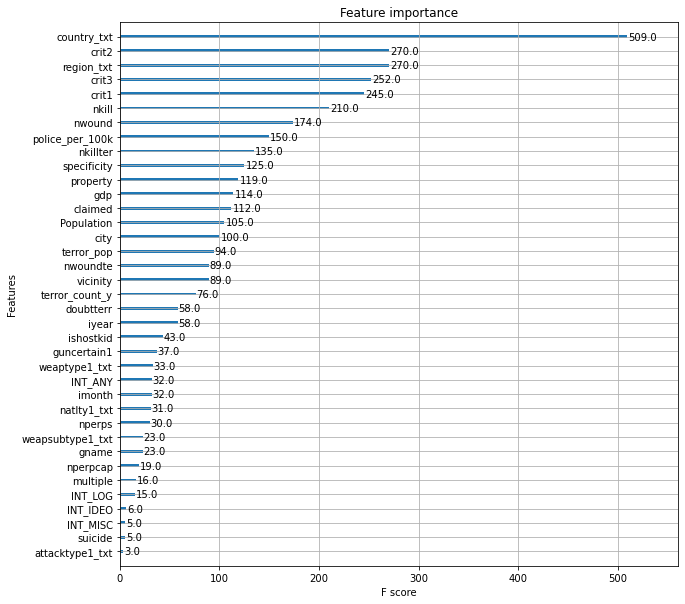 Feature importance
country_txt 509.0
crit2 270.0
region_txt 270.0
crit3 252.0
crit1 245.0
nkill 210.0
nwound 174.0
police_per_100k 150.0
nkillter 135.0
specificity 125.0
property 119.0
gdp 114.0
claimed 112.0
Population 105.0
city 100.0
terror_pop 94.0
nwoundte 89.0
vicinity 89.0
terror_count_y 76.0
doubtterr 58.0
iyear 58.0
ishostkid 43.0
guncertain1 37.0
weaptype1_txt 33.0
INT_ANY 32.0
imonth 32.0
natlty1_txt 31.0
nperps 30.0
weapsubtype1_txt 23.0
gname 23.0
nperpcap 19.0
multiple 16.0
INT_LOG 15.0
INT_IDEO 6.0
INT_MISC 5.0
suicide 5.0
attacktype1_txt 3.0
Features
0 100 200 300 400 500
F score